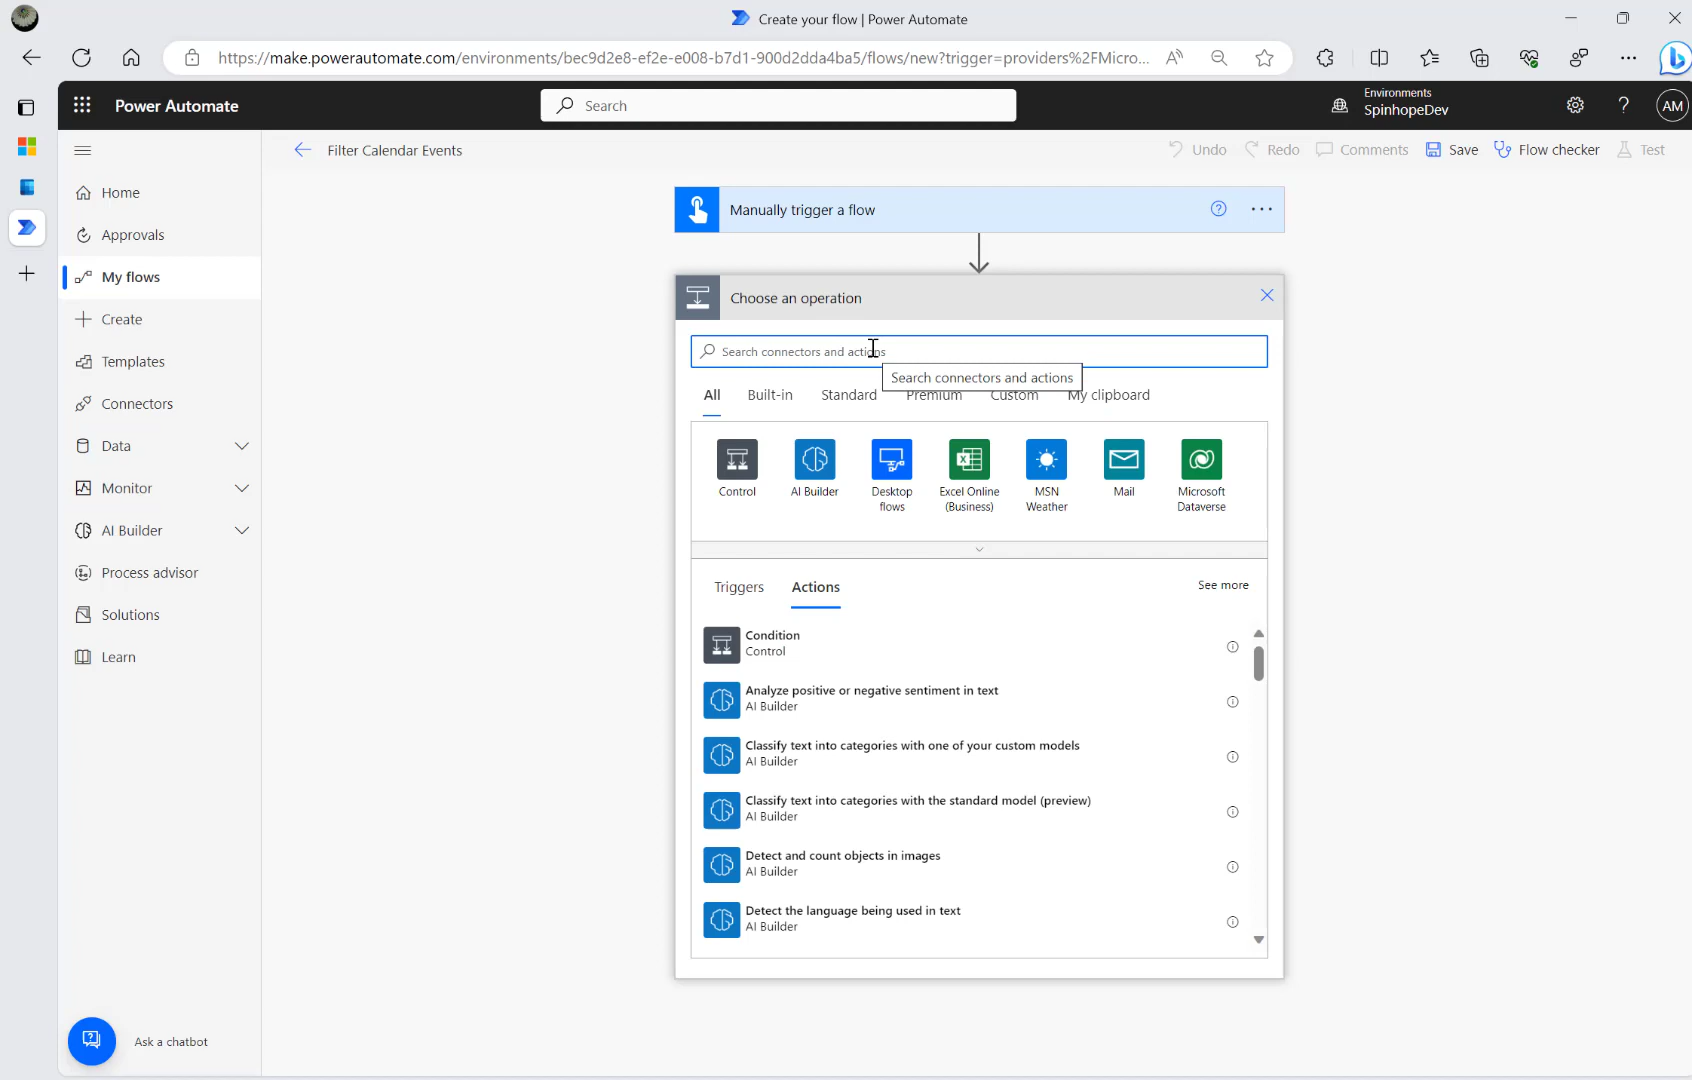 Create your flow | Power Automate
https://make.powerautomate.com/environments/bec9d2e8-ef2e-e008-b7d1-900d2dda4ba5/flows/new?trigger=providers%2FMicro...
Power Automate
Search
Environments
SpinhopeDev
AM
Filter Calendar Events
Undo
Redo
Comments
Save
Flow checker
Test
Home
Approvals
My flows
Create
Templates
Connectors
Data
Monitor
AI Builder
Process advisor
Solutions
Learn
Ask a chatbot
Manually trigger a flow
Choose an operation
Search connectors and actions
Search connectors and actions
All
Built-in
Standard
Premium
Custom
My clipboard
Control
AI Builder
Desktop
flows
Excel Online
(Business)
MSN
Weather
Mail
Microsoft
Dataverse
Triggers
Actions
See more
Condition
Control
Analyze positive or negative sentiment in text
AI Builder
Classify text into categories with one of your custom models
AI Builder
Classify text into categories with the standard model (preview)
AI Builder
Detect and count objects in images
AI Builder
Detect the language being used in text
AI Builder